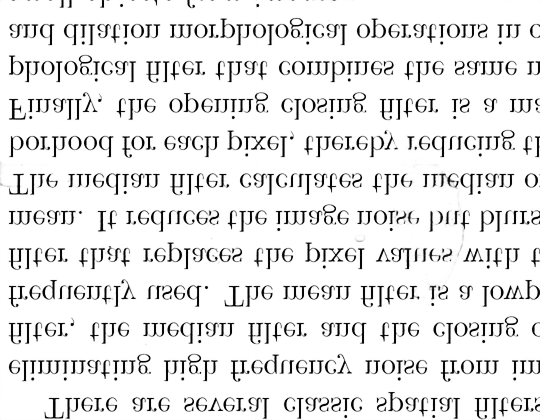 There are several classic spatial filters
eliminating high frequency noise from im
filter, the median filter and the closing
frequently used. The mean filter is a lowp
filter that replaces the pixel values with t
mean. It reduces the image noise but blurs
The median filter calculates the median o
borhood for each pixel, thereby reducing th
Finally, the opening closing filter is a ma
phological filter that combines the same
and dilation morphological operations in